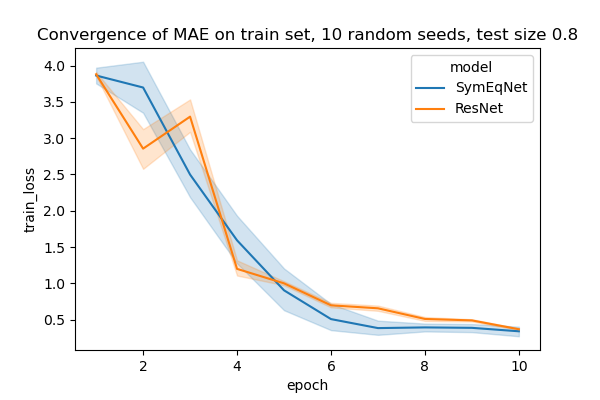 Convergence of MAE on train set, 10 random seeds, test size 0.8
model
SymEqNet
ResNet
train_loss
4.0
3.5
3.0
2.5
2.0
1.5
1.0
0.5
2 4 6 8 10
epoch